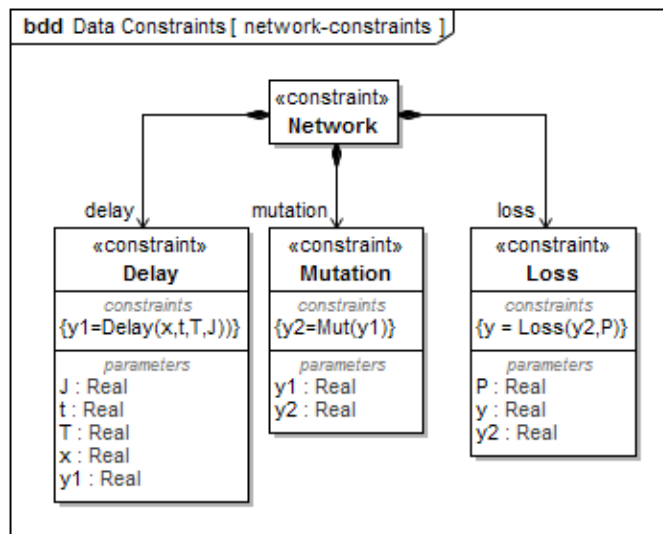 bdd Data Constraints [ network-constraints ]
«constraint»
Network
delay
mutation
loss
«constraint»
Delay
constraints
{y1=Delay(x,t,T,J))}
parameters
J : Real
t : Real
T : Real
x : Real
y1 : Real
«constraint»
Mutation
constraints
{y2=Mut(y1)}
parameters
y1 : Real
y2 : Real
«constraint»
Loss
constraints
{y = Loss(y2,P)}
parameters
P : Real
y : Real
y2 : Real